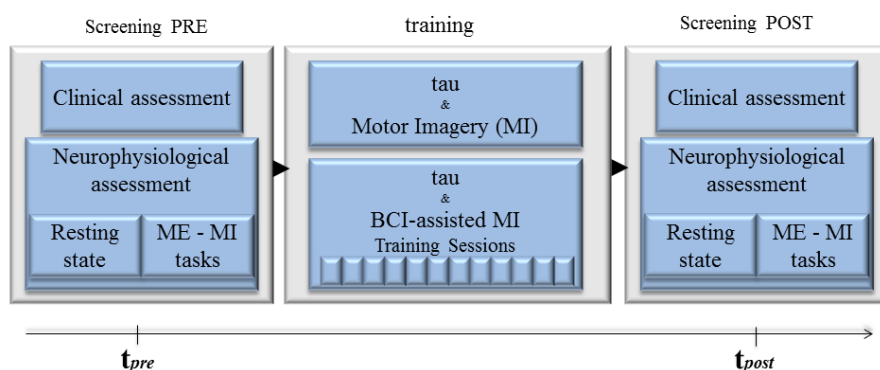 Screening PRE
Clinical assessment
Neurophysiological
assessment
Resting
state
ME - MI
tasks
training
tau
&
Motor Imagery (MI)
tau
&
BCI-assisted MI
Training Sessions
Screening POST
Clinical assessment
Neurophysiological
assessment
Resting
state
ME - MI
tasks
tpre
tpost